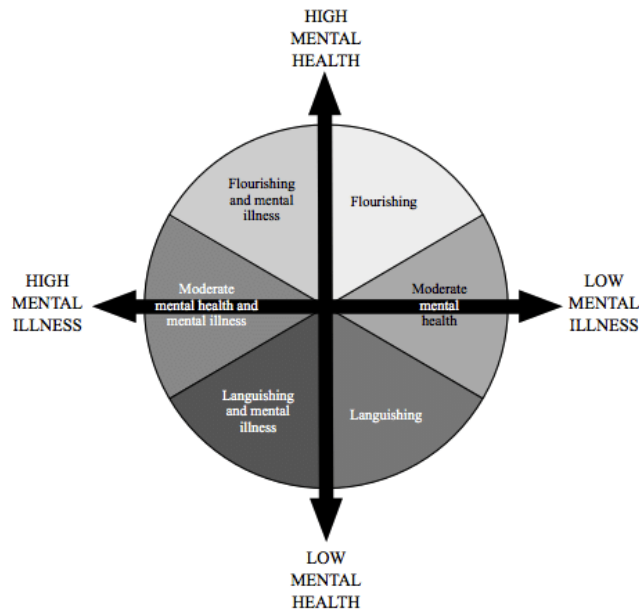 HIGH
MENTAL
HEALTH
Flourishing
and mental
illness
Flourishing
HIGH
MENTAL
ILLNESS
Moderate
mental health and
mental illness
Moderate
mental
health
LOW
MENTAL
ILLNESS
Languishing
and mental
illness
Languishing
LOW
MENTAL
HEALTH